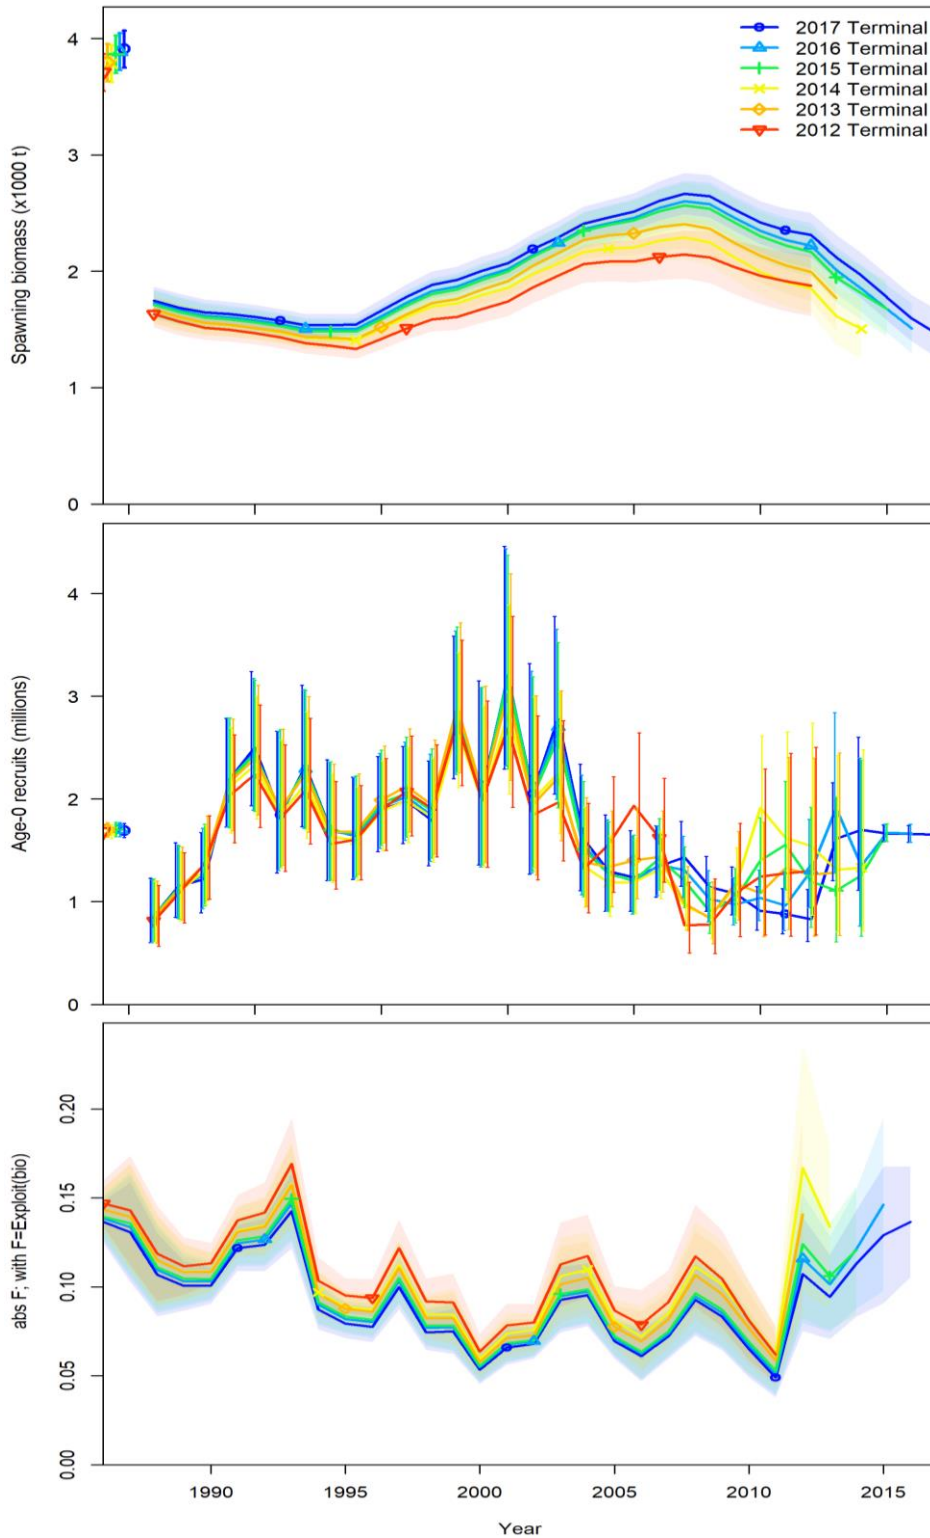 2017 Terminal
2016 Terminal
2015 Terminal
2014 Terminal
2013 Terminal
2012 Terminal
Spawning biomass (x1000 t)
4
3
2
1
0
Age-0 recruits (millions)
4
3
2
1
0
abs F; with F=Exploit(bio)
0.20
0.15
0.10
0.05
0.00
1990 1995 2000 2005 2010 2015
Year